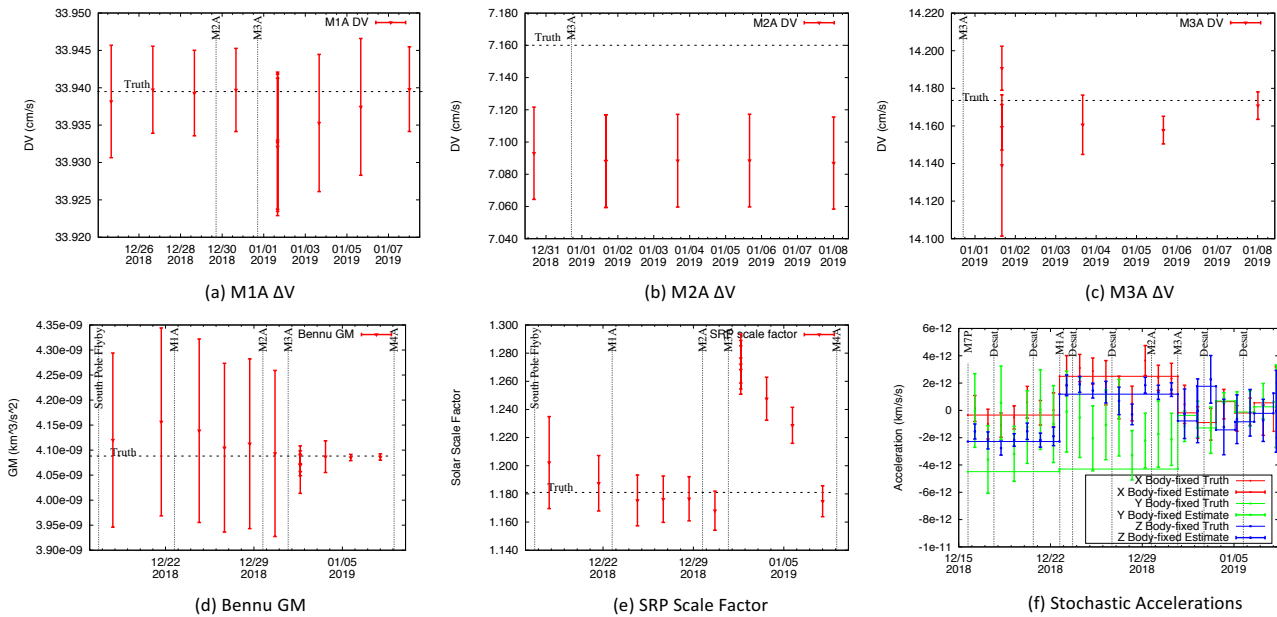 33.950
33.945
33.940
33.935
33.930
33.925
33.920
DV (cm/s)
M1A DV
M2A
M3A
Truth
12/26
2018
12/28
2018
12/30
2018
01/01
2019
01/03
2019
01/05
2019
01/07
2019
(a) M1A ΔV
7.180
7.160
7.140
7.120
7.100
7.080
7.060
7.040
DV (cm/s)
M2A DV
M3A
Truth
12/31
2018
01/01
2019
01/02
2019
01/03
2019
01/04
2019
01/05
2019
01/06
2019
01/07
2019
01/08
2019
(b) M2A ΔV
14.220
14.200
14.180
14.160
14.140
14.120
14.100
DV (cm/s)
M3A DV
M3A
Truth
01/01
2019
01/02
2019
01/03
2019
01/04
2019
01/05
2019
01/06
2019
01/07
2019
01/08
2019
(c) M3A ΔV
4.35e-09
4.30e-09
4.25e-09
4.20e-09
4.15e-09
4.10e-09
4.05e-09
4.00e-09
3.95e-09
3.90e-09
GM (km^3/s^2)
Bennu GM
South Pole Flyby
M1A
M2A
M3A
M4A
Truth
12/22
2018
12/29
2018
01/05
2019
(d) Bennu GM
1.300
1.280
1.260
1.240
1.220
1.200
1.180
1.160
1.140
Solar Scale Factor
SRP scale factor
South Pole Flyby
M1A
M2A
M3A
M4A
Truth
12/22
2018
12/29
2018
01/05
2019
(e) SRP Scale Factor
6e-12
4e-12
2e-12
0
-2e-12
-4e-12
-6e-12
-8e-12
-1e-11
Acceleration (km/s/s)
M7P
Desat
Desat
M1A
Desat
Desat
M2A
M3A
Desat
Desat
X Body-fixed Truth
X Body-fixed Estimate
Y Body-fixed Truth
Y Body-fixed Estimate
Z Body-fixed Truth
Z Body-fixed Estimate
12/15
2018
12/22
2018
12/29
2018
01/05
2019
(f) Stochastic Accelerations